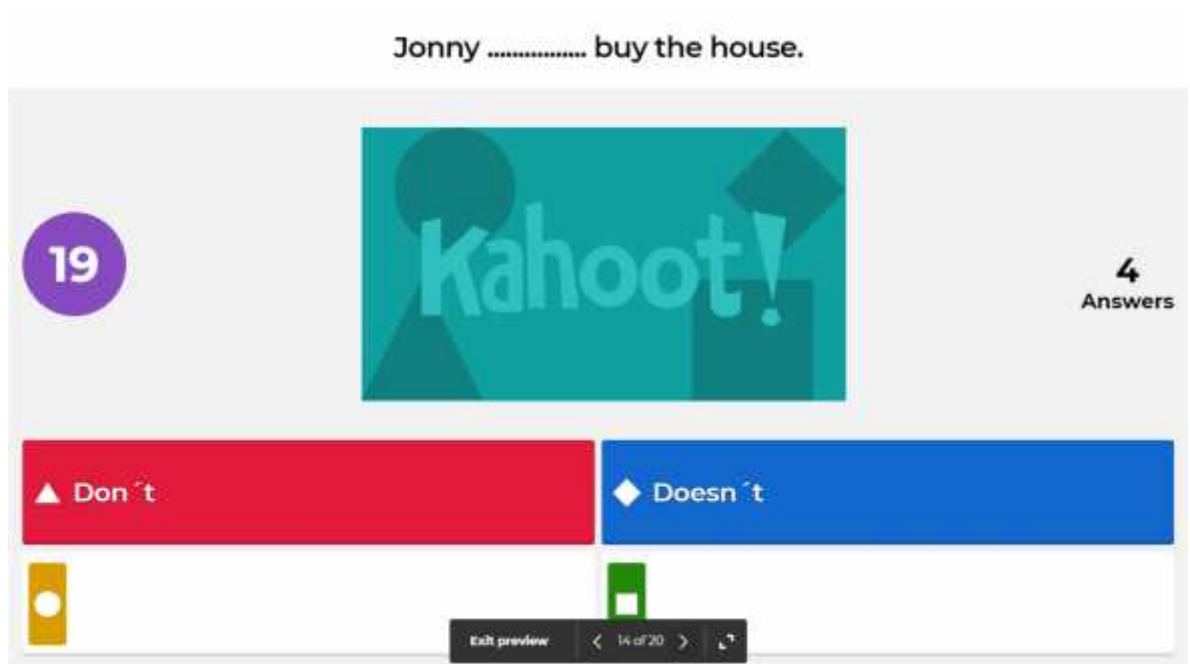 Jonny ................ buy the house.
Kahoot!
19
4
Answers
Don ´t
Doesn ´t
Exit preview
14 of 20